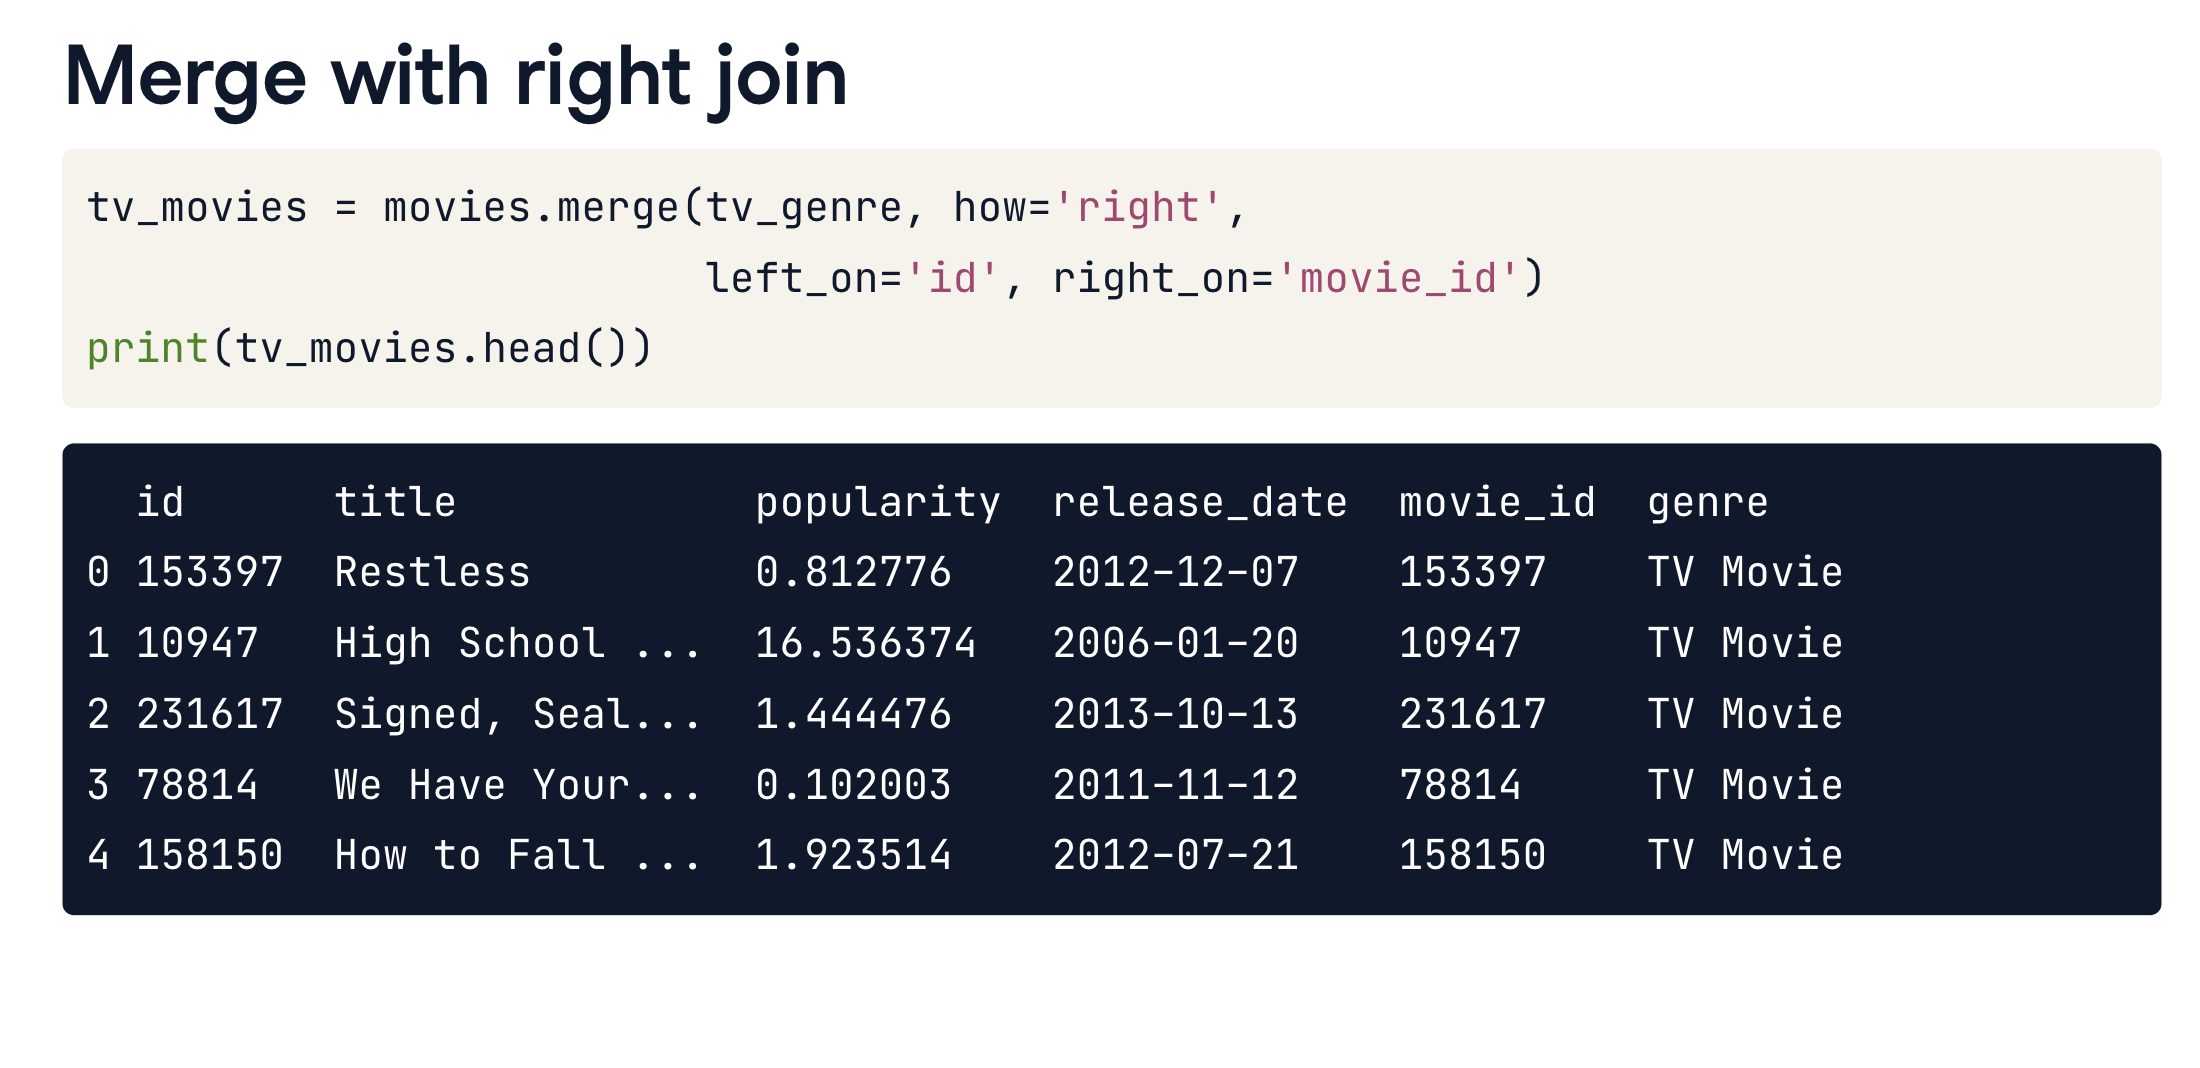 Merge with right join
tv_movies = movies.merge(tv_genre, how='right',
                         left_on='id', right_on='movie_id')
print(tv_movies.head())
  id      title            popularity  release_date  movie_id  genre
0 153397  Restless         0.812776    2012-12-07    153397    TV Movie
1 10947   High School ...  16.536374   2006-01-20    10947     TV Movie
2 231617  Signed, Seal...  1.444476    2013-10-13    231617    TV Movie
3 78814   We Have Your...  0.102003    2011-11-12    78814     TV Movie
4 158150  How to Fall ...  1.923514    2012-07-21    158150    TV Movie